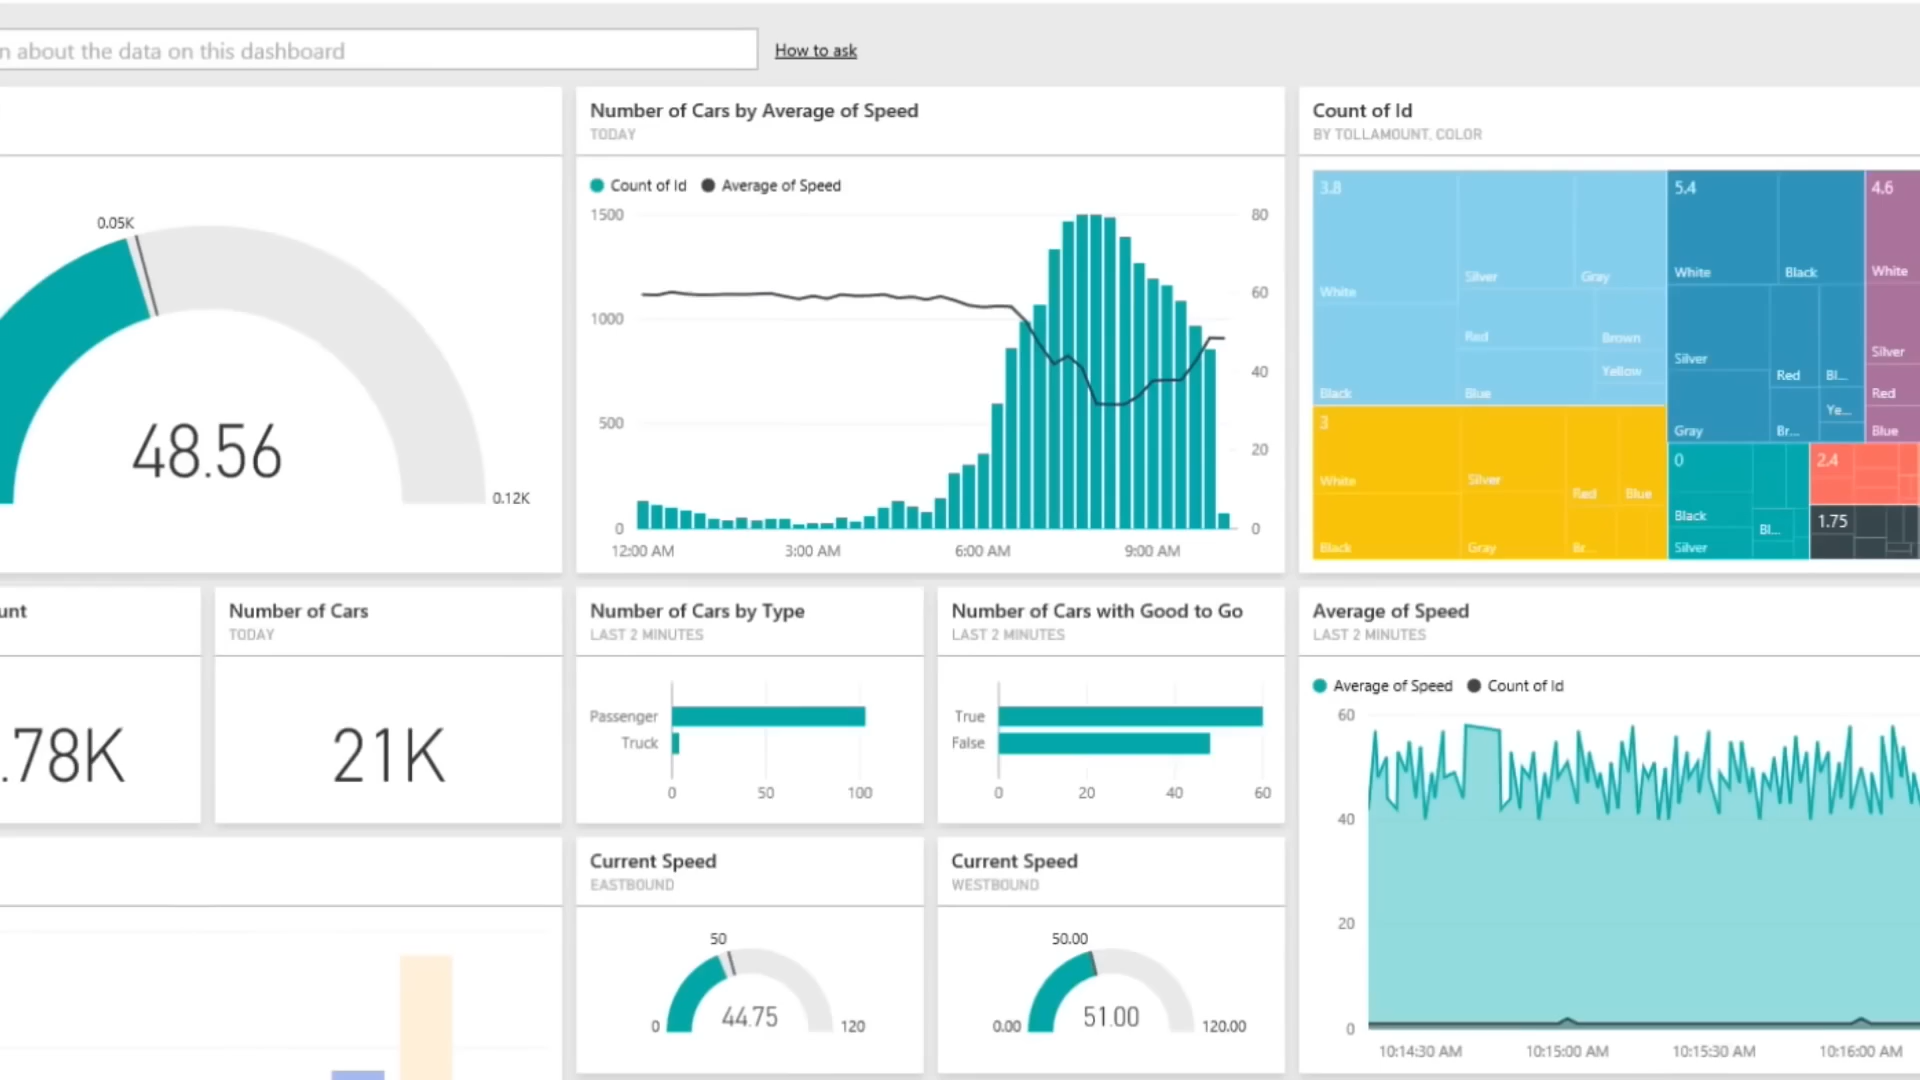 n about the data on this dashboard
How to ask
0.05K
48.56
0.12K
Number of Cars by Average of Speed
TODAY
Count of Id Average of Speed
1500
1000
500
0
80
60
40
20
0
12:00 AM 3:00 AM 6:00 AM 9:00 AM
Count of Id
BY TOLLAMOUNT, COLOR
3.8
White
Black
Silver
Gray
Red
Brown
Yellow
Blue
5.4
White
Black
Silver
Red
Bl...
Ye...
Gray
Br...
4.6
White
Silver
Red
Blue
3
White
Silver
Red
Blue
Black
Gray
Br...
0
Black
Bl...
Silver
2.4
1.75
unt
.78K
Number of Cars
TODAY
21K
Number of Cars by Type
LAST 2 MINUTES
Passenger
Truck
0 50 100
Number of Cars with Good to Go
LAST 2 MINUTES
True
False
0 20 40 60
Average of Speed
LAST 2 MINUTES
Average of Speed Count of Id
60
40
20
0
10:14:30 AM 10:15:00 AM 10:15:30 AM 10:16:00 AM
Current Speed
EASTBOUND
50
44.75
0 120
Current Speed
WESTBOUND
50.00
51.00
0.00 120.00